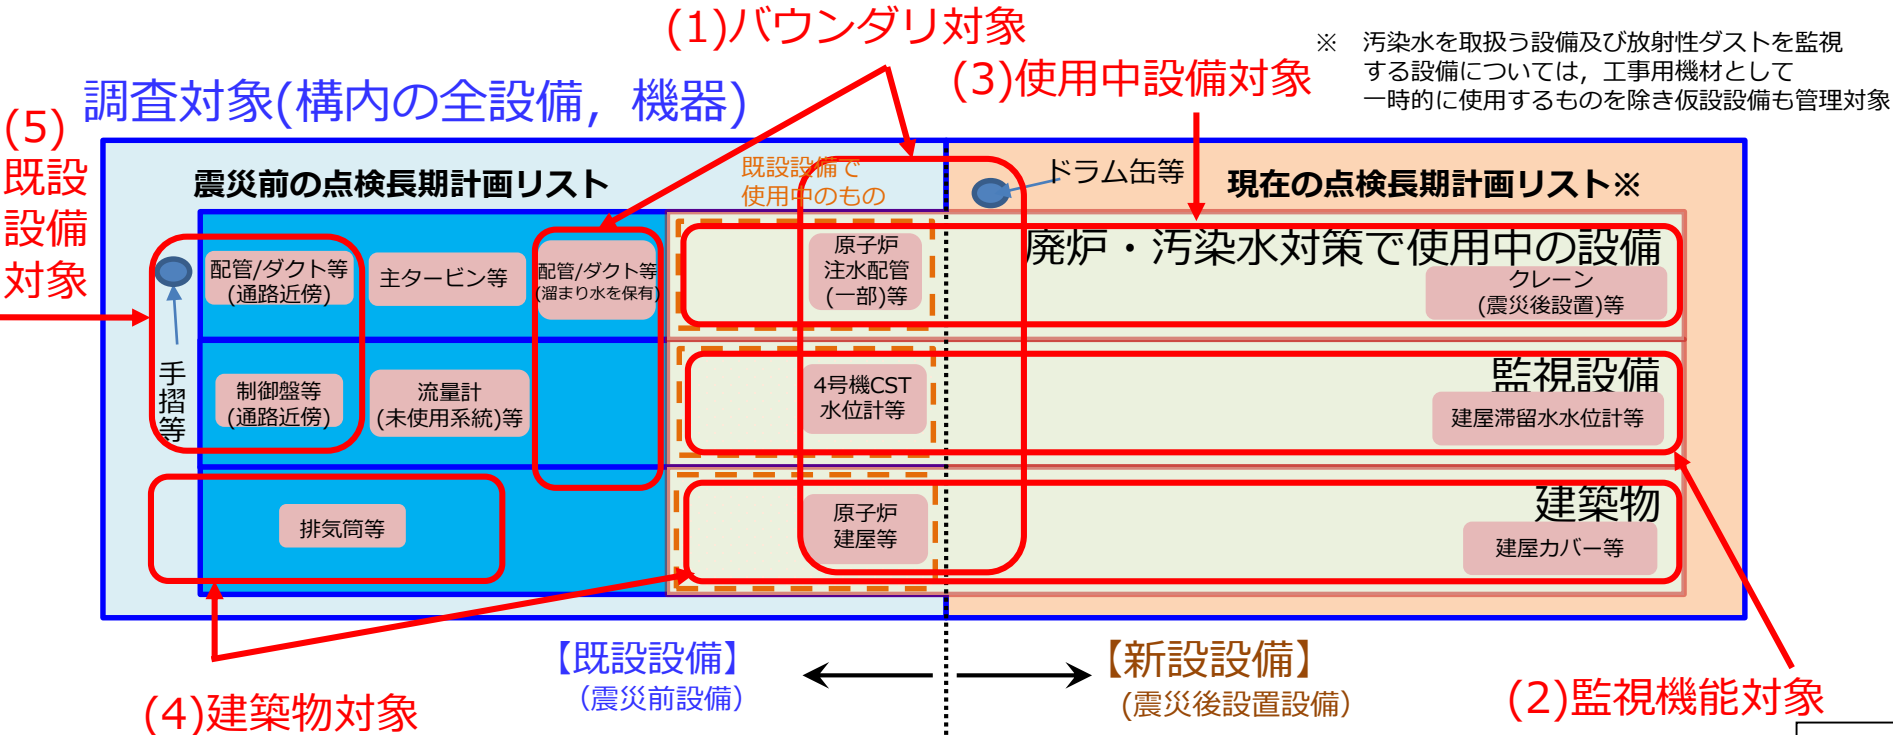 (1)バウンダリ対象
※　汚染水を取扱う設備及び放射性ダストを監視
する設備については，工事用機材として
一時的に使用するものを除き仮設設備も管理対象
(3)使用中設備対象
調査対象(構内の全設備，機器)
(5)
既設
設備
対象
震災前の点検長期計画リスト
既設設備で
使用中のもの
ドラム缶等
現在の点検長期計画リスト※
配管/ダクト等
(通路近傍)
主タービン等
配管/ダクト等
(溜まり水を保有)
原子炉
注水配管
(一部)等
廃炉・汚染水対策で使用中の設備
クレーン
(震災後設置)等
手摺等
制御盤等
(通路近傍)
流量計
(未使用系統)等
4号機CST
水位計等
監視設備
建屋滞留水水位計等
排気筒等
原子炉
建屋等
建築物
建屋カバー等
【既設設備】
(震災前設備)
【新設設備】
(震災後設置設備)
(4)建築物対象
(2)監視機能対象